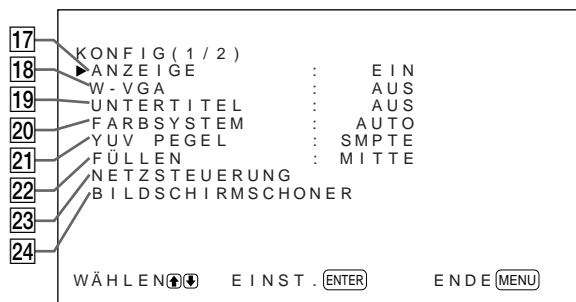 17
18
19
20
21
22
23
24
KONFIG(1/2)
▶ANZEIGE : EIN
W-VGA : AUS
UNTERTITEL : AUS
FARBSYSTEM : AUTO
YUV PEGEL : SMPTE
FÜLLEN : MITTE
NETZSTEUERUNG
BILDSCHIRMSCHONER
WÄHLEN EINST. ENTER ENDE MENU